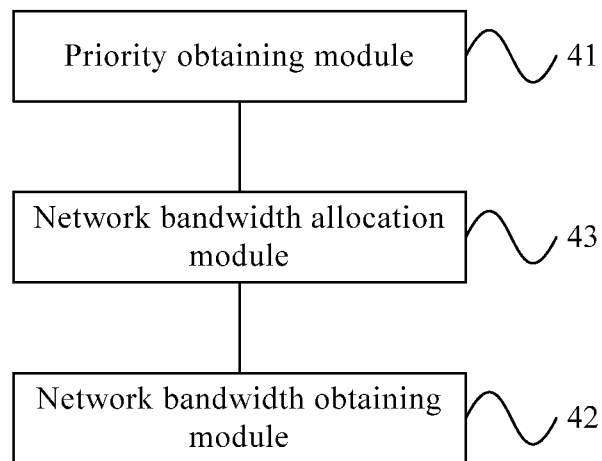 Priority obtaining module
41
Network bandwidth allocation
module
43
Network bandwidth obtaining
module
42